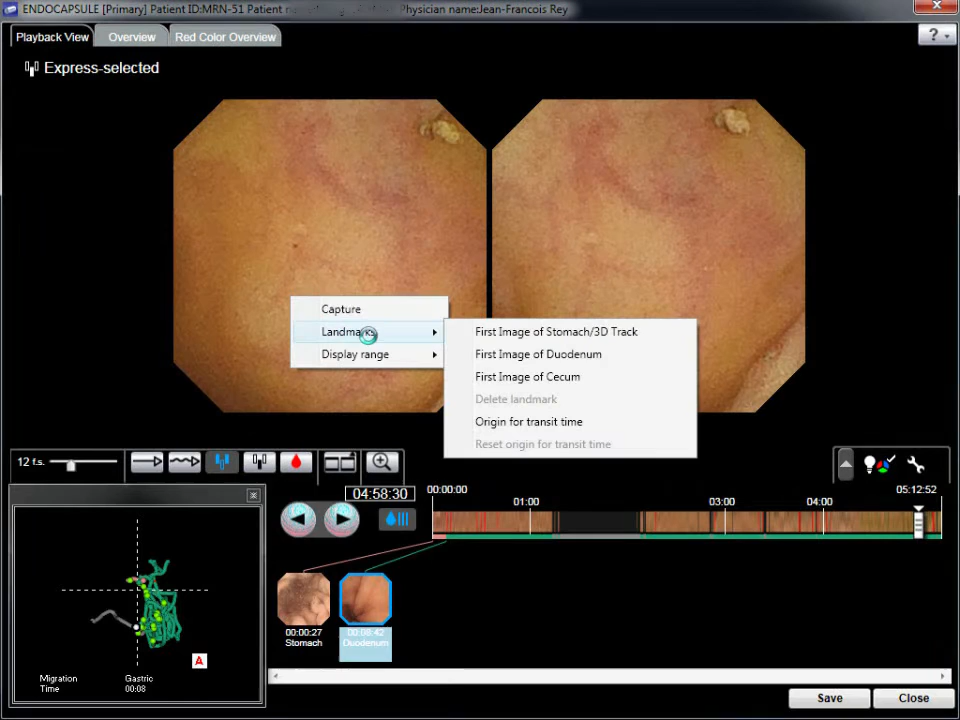 ENDOCAPSULE [Primary] Patient ID:MRN-51 Patient Physician name:Jean-Francois Rey
Playback View Overview Red Color Overview ?
Express-selected
Capture
Landmarks First Image of Stomach/3D Track
Display range First Image of Duodenum
First Image of Cecum
Delete landmark
Origin for transit time
Reset origin for transit time
12 f.s.
04:58:30 00:00:00 05:12:52
01:00 03:00 04:00
00:00:27 00:08:42
Stomach Duodenum
A
Migration Gastric
Time 00:08
Save Close